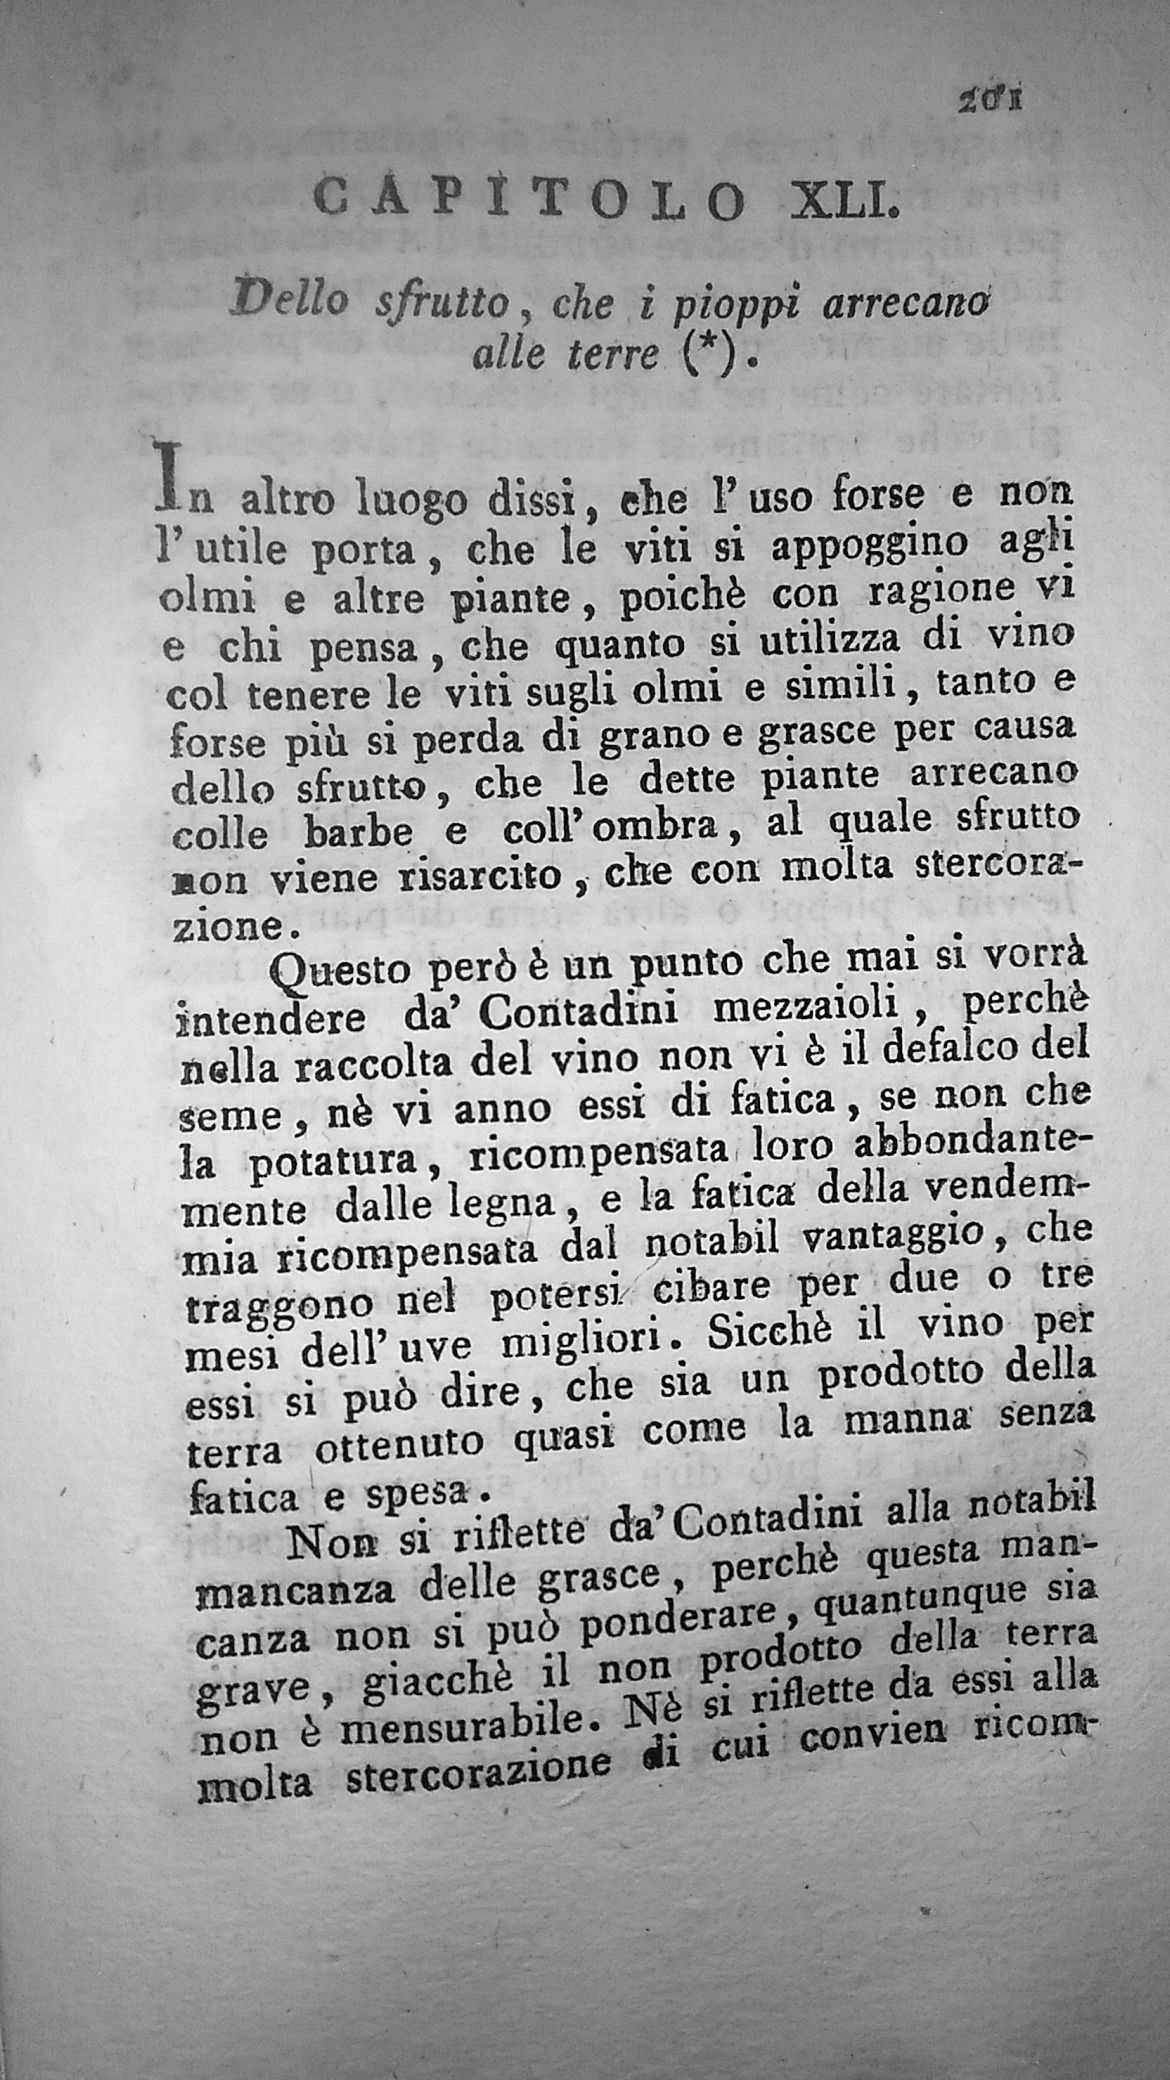 201
CAPITOLO XLI.
Dello sfrutto, che i pioppi arrecano
alle terre (*).
In altro luogo dissi, che l'uso forse e non
l'utile porta, che le viti si appoggino agli
olmi e altre piante, poichè con ragione vi
e chi pensa, che quanto si utilizza di vino
col tenere le viti sugli olmi e simili, tanto e
forse più si perda di grano e grasce per causa
dello sfrutto, che le dette piante arrecano
colle barbe e coll'ombra, al quale sfrutto
non viene risarcito, che con molta stercora-
zione.
Questo però è un punto che mai si vorrà
intendere da' Contadini mezzaioli, perchè
nella raccolta del vino non vi è il defalco del
seme, nè vi anno essi di fatica, se non che
la potatura, ricompensata loro abbondante-
mente dalle legna, e la fatica della vendem-
mia ricompensata dal notabil vantaggio, che
traggono nel potersi cibare per due o tre
mesi dell'uve migliori. Sicchè il vino per
essi si può dire, che sia un prodotto della
terra ottenuto quasi come la manna senza
fatica e spesa.
Non si riflette da' Contadini alla notabil
mancanza delle grasce, perchè questa man-
canza non si può ponderare, quantunque sia
grave, giacchè il non prodotto della terra
non è mensurabile. Nè si riflette da essi alla
molta stercorazione di cui convien ricom-